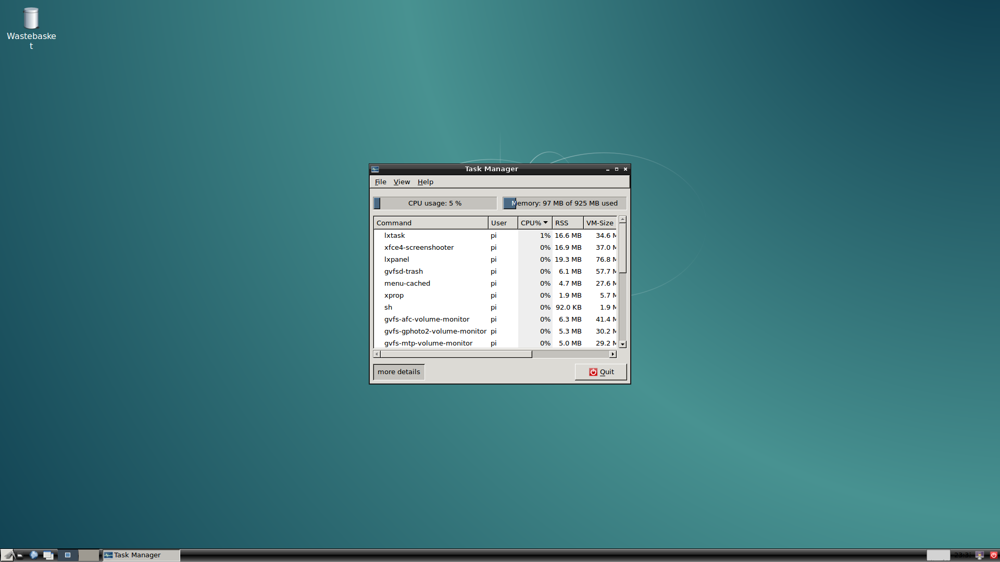 Wastebaske
t
Task Manager
File View Help
CPU usage: 5 % Memory: 97 MB of 925 MB used
Command User CPU% RSS VM-Size
lxtask pi 1% 16.6 MB 34.6 M
xfce4-screenshooter pi 0% 16.9 MB 37.0 M
lxpanel pi 0% 19.3 MB 76.8 M
gvfsd-trash pi 0% 6.1 MB 57.7 M
menu-cached pi 0% 4.7 MB 27.6 M
xprop pi 0% 1.9 MB 5.7 M
sh pi 0% 92.0 KB 1.9 M
gvfs-afc-volume-monitor pi 0% 6.3 MB 41.4 M
gvfs-gphoto2-volume-monitor pi 0% 5.3 MB 30.2 M
gvfs-mtp-volume-monitor pi 0% 5.0 MB 29.2 M
more details Quit
Task Manager